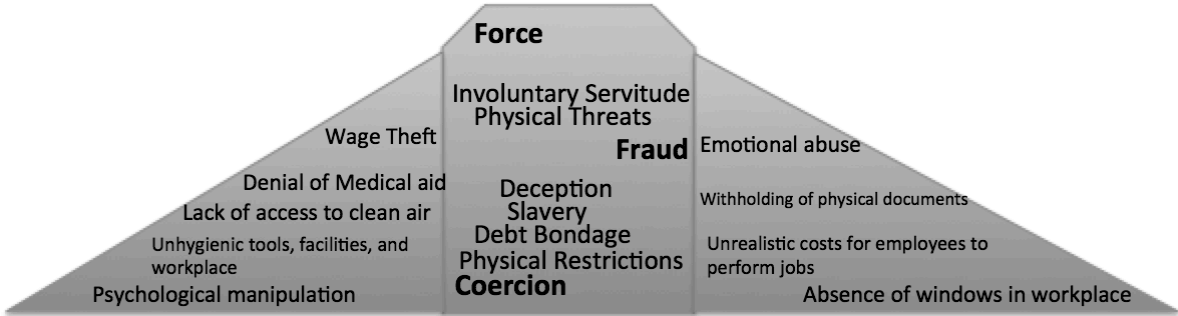 Force
Involuntary Servitude
Physical Threats
Fraud
Deception
Slavery
Debt Bondage
Physical Restrictions
Coercion
Wage Theft
Denial of Medical aid
Lack of access to clean air
Unhygienic tools, facilities, and
workplace
Psychological manipulation
Emotional abuse
Withholding of physical documents
Unrealistic costs for employees to
perform jobs
Absence of windows in workplace